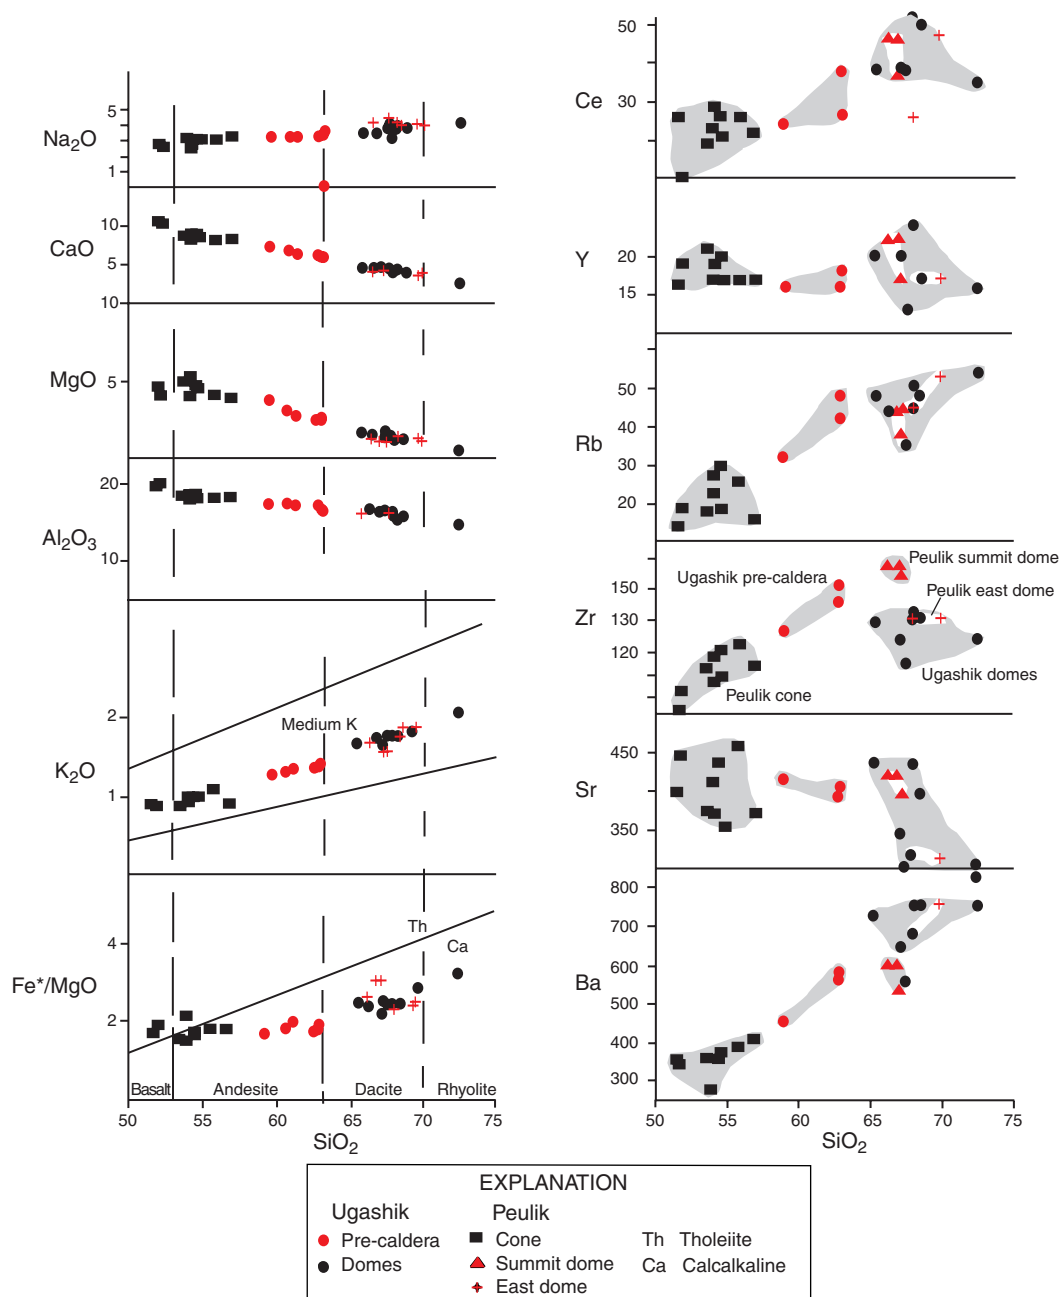 Na₂O
5
1
CaO
10
5
10
MgO
5
Al₂O₃
20
10
K₂O
2
1
Medium K
Fe*/MgO
4
2
Th
Ca
Basalt
Andesite
Dacite
Rhyolite
50
55
60
65
70
75
SiO₂
Ce
50
30
Y
20
15
Rb
50
40
30
20
Zr
150
130
120
Ugashik pre-caldera
Peulik summit dome
Peulik east dome
Ugashik domes
Peulik cone
Sr
450
350
Ba
800
700
600
500
400
300
50
55
60
65
70
75
SiO₂
EXPLANATION
Ugashik
Pre-caldera
Domes
Peulik
Cone
Summit dome
East dome
Th Tholeiite
Ca Calcalkaline